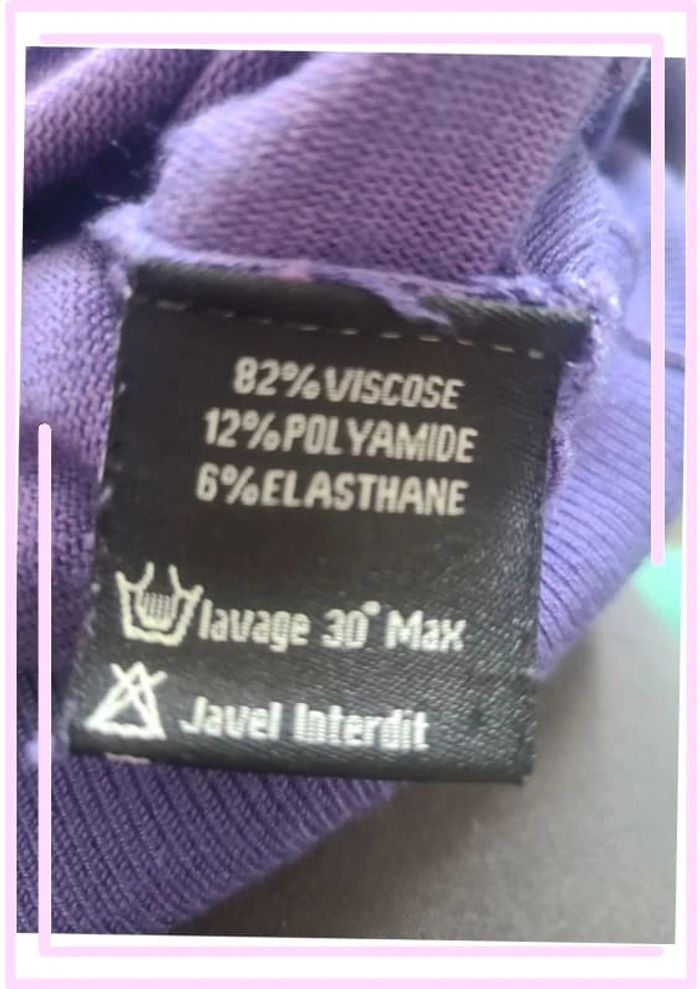 82% VISCOSE
12% POLYAMIDE
6% ELASTHANE
lavage 30° Max
Javel Interdit